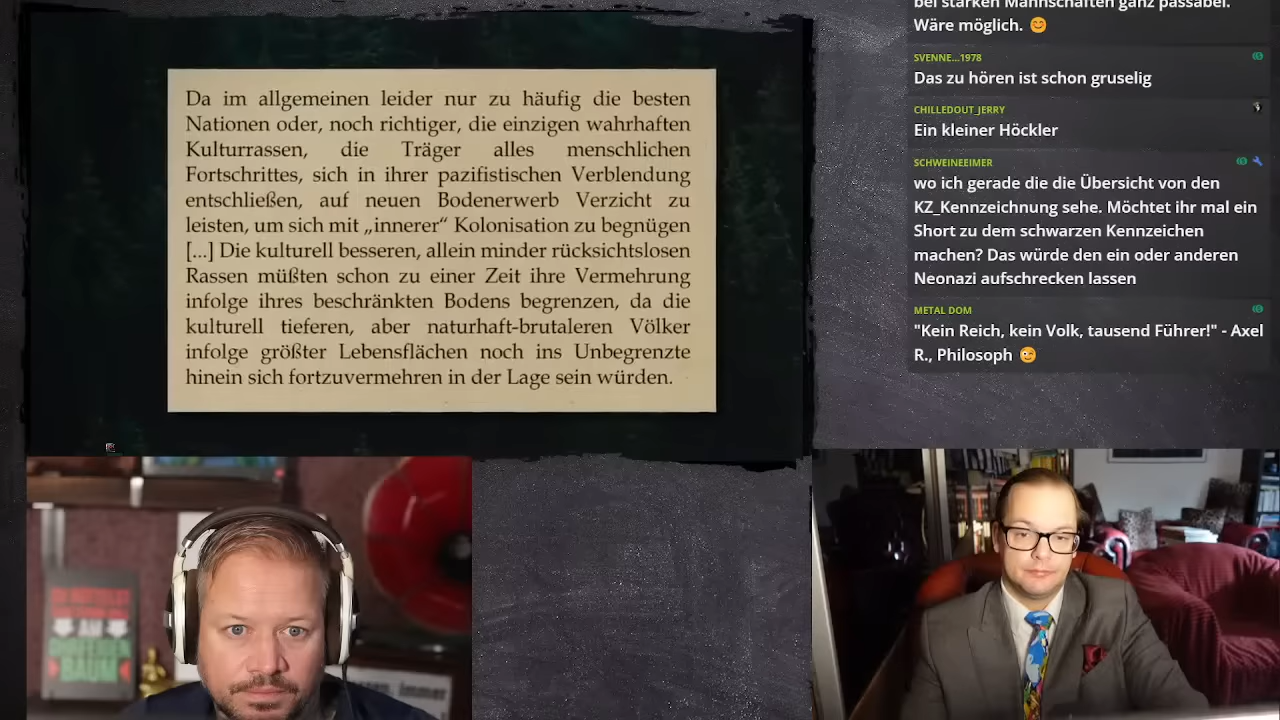 Da im allgemeinen leider nur zu häufig die besten
Nationen oder, noch richtiger, die einzigen wahrhaften
Kulturrassen, die Träger alles menschlichen
Fortschrittes, sich in ihrer pazifistischen Verblendung
entschließen, auf neuen Bodenerwerb Verzicht zu
leisten, um sich mit „innerer“ Kolonisation zu begnügen
[...] Die kulturell besseren, allein minder rücksichtslosen
Rassen müßten schon zu einer Zeit ihre Vermehrung
infolge ihres beschränkten Bodens begrenzen, da die
kulturell tieferen, aber naturhaft-brutaleren Völker
infolge größter Lebensflächen noch ins Unbegrenzte
hinein sich fortzuvermehren in der Lage sein würden.
bei starken Mannschaften ganz passabel.
Wäre möglich. 😊
SVENNE...1978
Das zu hören ist schon gruselig
CHILLEDOUT_JERRY
Ein kleiner Höckler
SCHWEINEEIMER
wo ich gerade die die Übersicht von den
KZ_Kennzeichnung sehe. Möchtet ihr mal ein
Short zu dem schwarzen Kennzeichen
machen? Das würde den ein oder anderen
Neonazi aufschrecken lassen
METAL DOM
"Kein Reich, kein Volk, tausend Führer!" - Axel
R., Philosoph 😉
AM
BAUM
immer